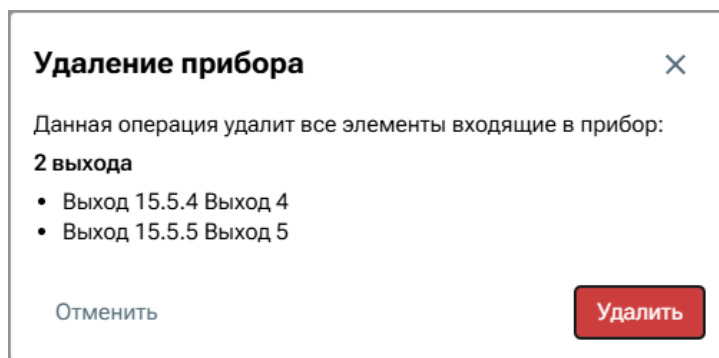 Удаление прибора
Данная операция удалит все элементы входящие в прибор:
2 выхода
• Выход 15.5.4 Выход 4
• Выход 15.5.5 Выход 5
Отменить
Удалить